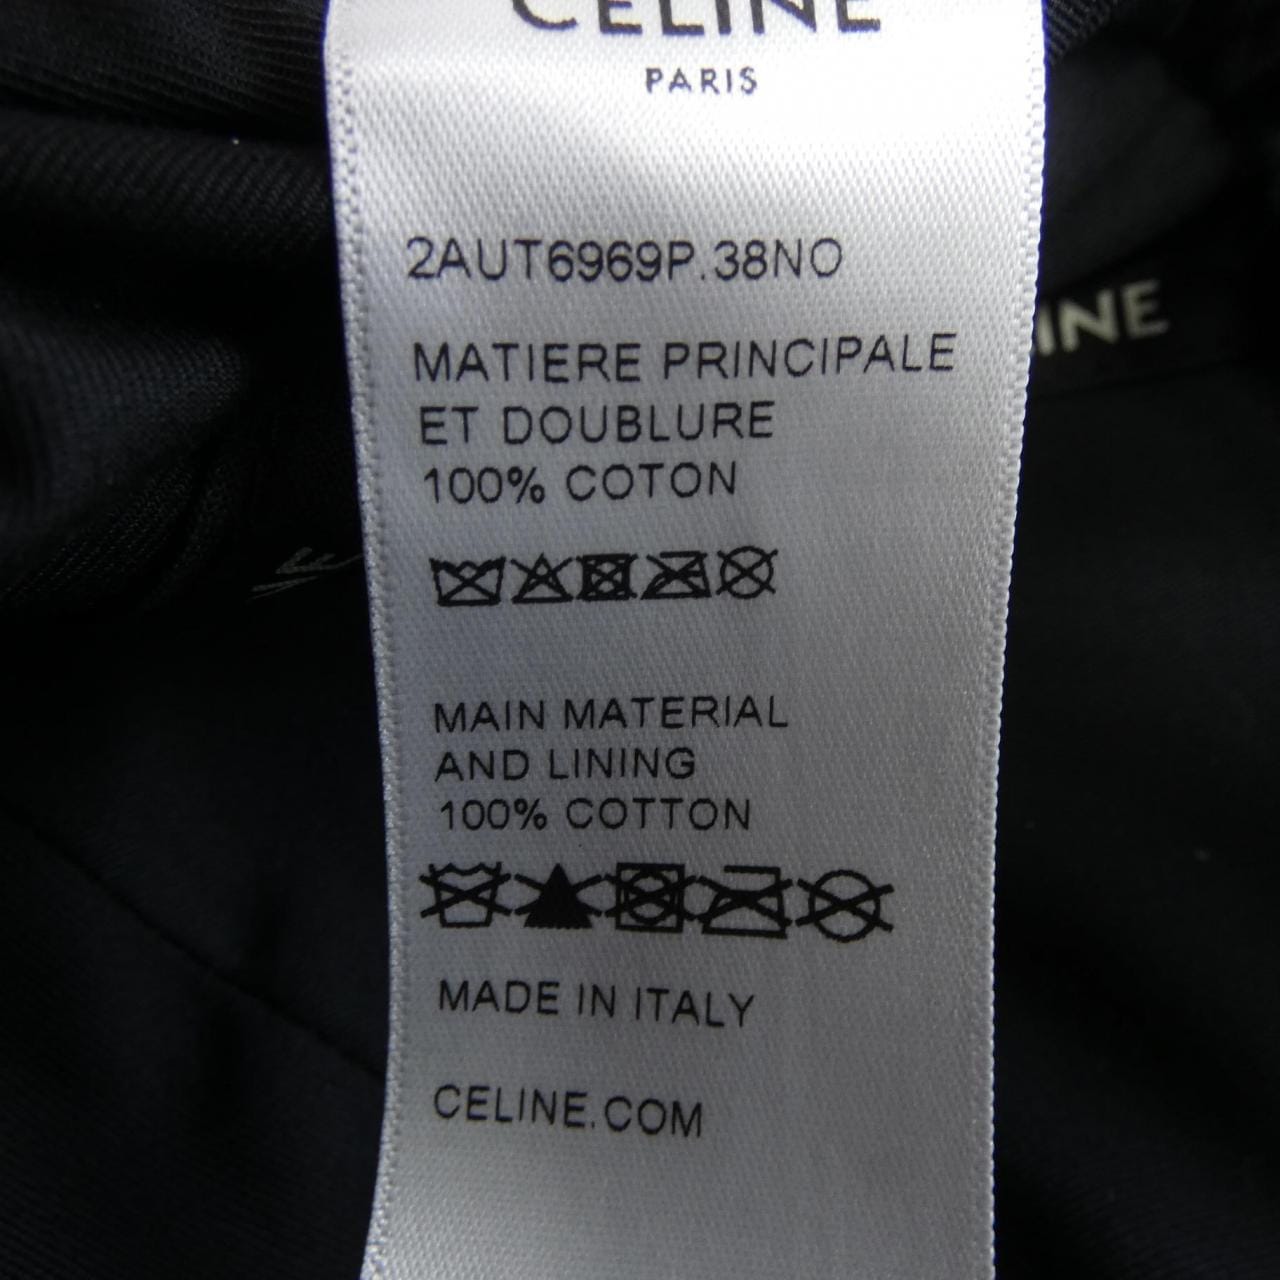 CELINE
PARIS
2AUT6969P.38NO
INE
MATIERE PRINCIPALE
ET DOUBLURE
100% COTON
MAIN MATERIAL
AND LINING
100% COTTON
MADE IN ITALY
CELINE.COM